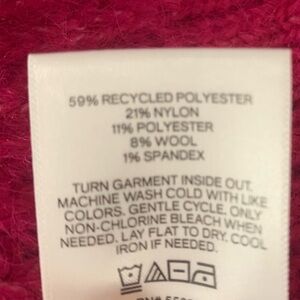 59% RECYCLED POLYESTER
21% NYLON
11% POLYESTER
8% WOOL
1% SPANDEX
TURN GARMENT INSIDE OUT.
MACHINE WASH COLD WITH LIKE
COLORS. GENTLE CYCLE. ONLY
NON-CHLORINE BLEACH WHEN
NEEDED. LAY FLAT TO DRY. COOL
IRON IF NEEDED.